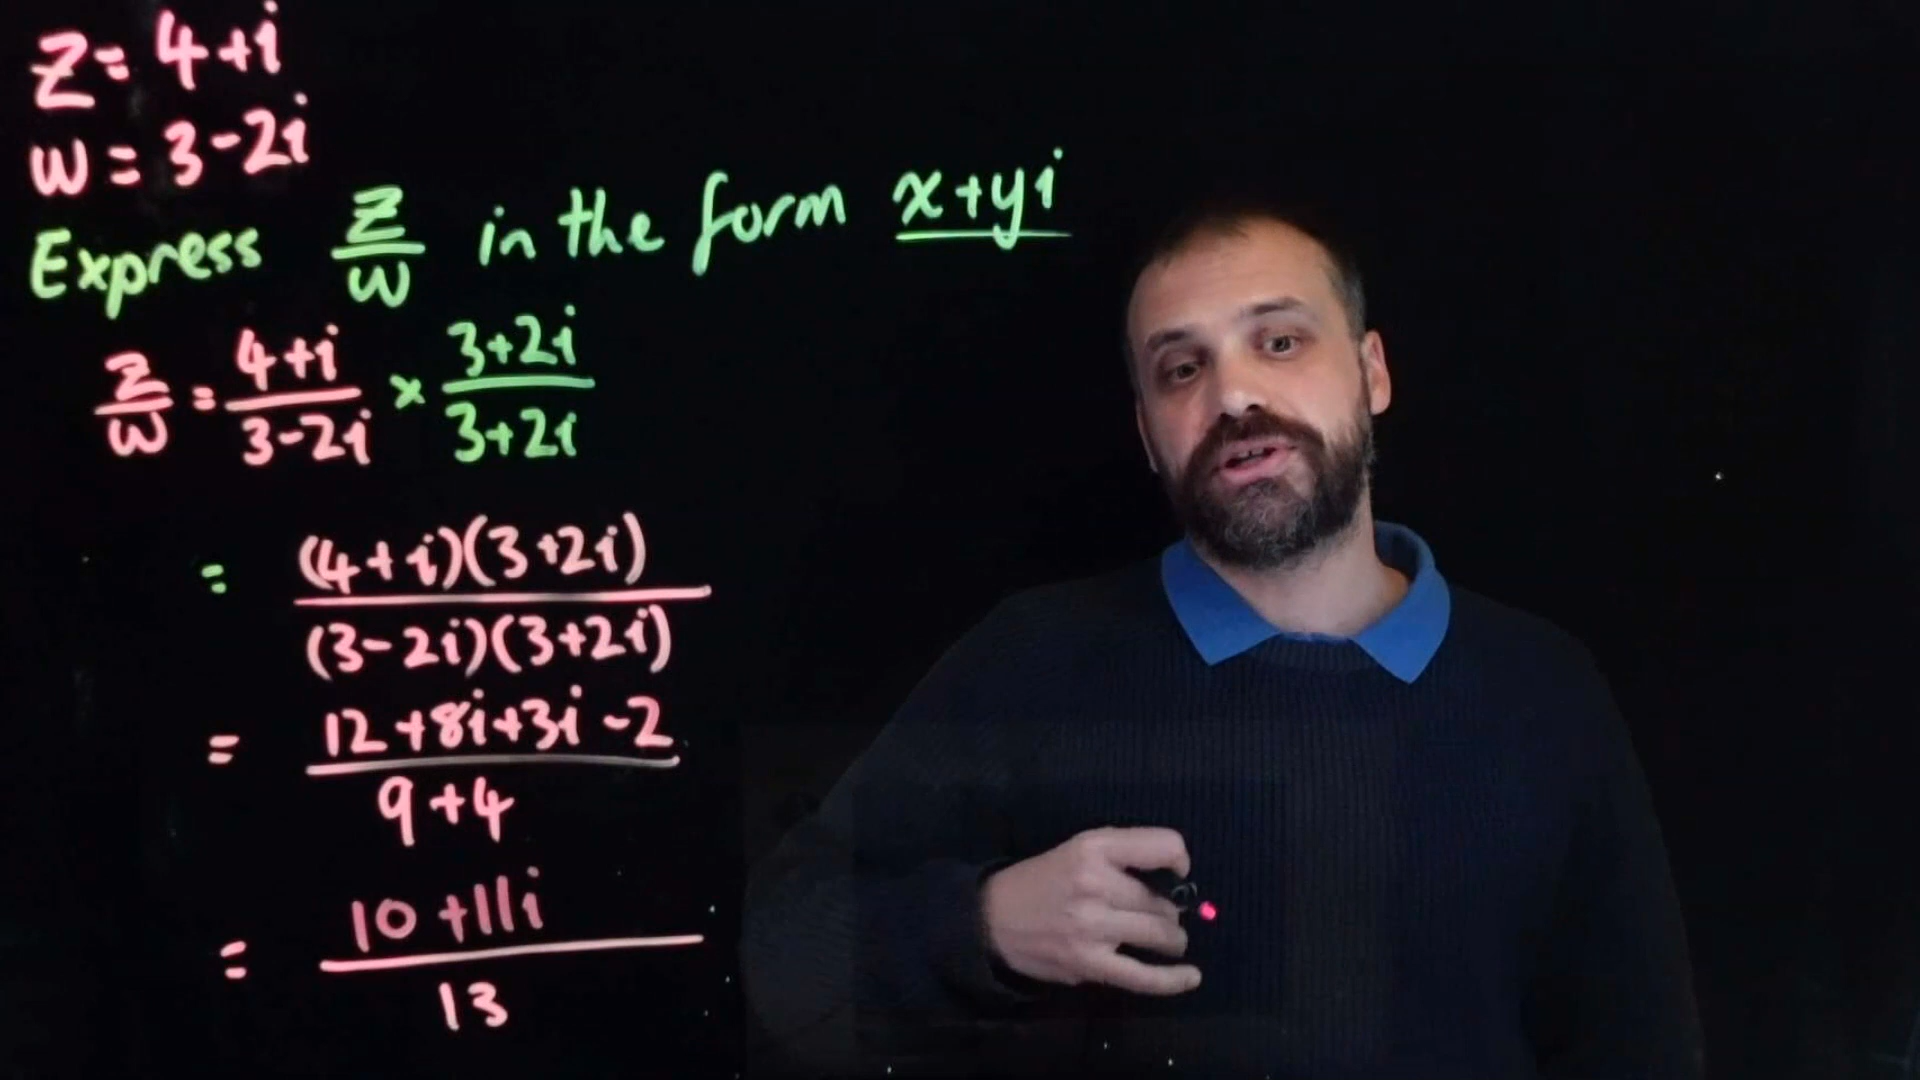 z = 4+i
w = 3-2i
Express z/w in the form x+yi
z/w = (4+i)/(3-2i) × (3+2i)/(3+2i)
= (4+i)(3+2i)/(3-2i)(3+2i)
= (12+8i+3i-2)/(9+4)
= (10+11i)/13